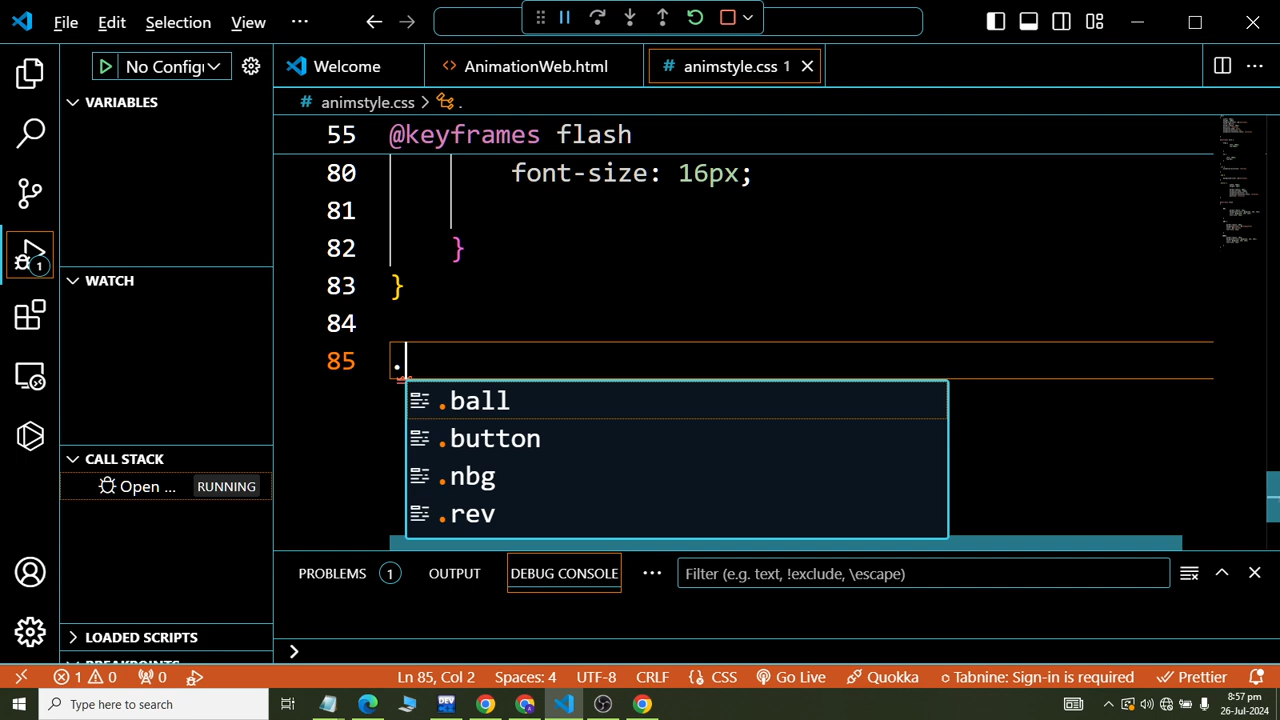 File Edit Selection View ...
No Config
Welcome AnimationWeb.html animstyle.css 1
animstyle.css > .
VARIABLES
WATCH
CALL STACK
Open ... RUNNING
LOADED SCRIPTS
55 @keyframes flash
80 font-size: 16px;
81
82 }
83 }
84
85 .
.ball
.button
.nbg
.rev
PROBLEMS 1 OUTPUT DEBUG CONSOLE ... Filter (e.g. text, !exclude, \escape)
1 0 0 Ln 85, Col 2 Spaces: 4 UTF-8 CRLF CSS Go Live Quokka Tabnine: Sign-in is required Prettier
Type here to search
8:57 pm
26-Jul-2024